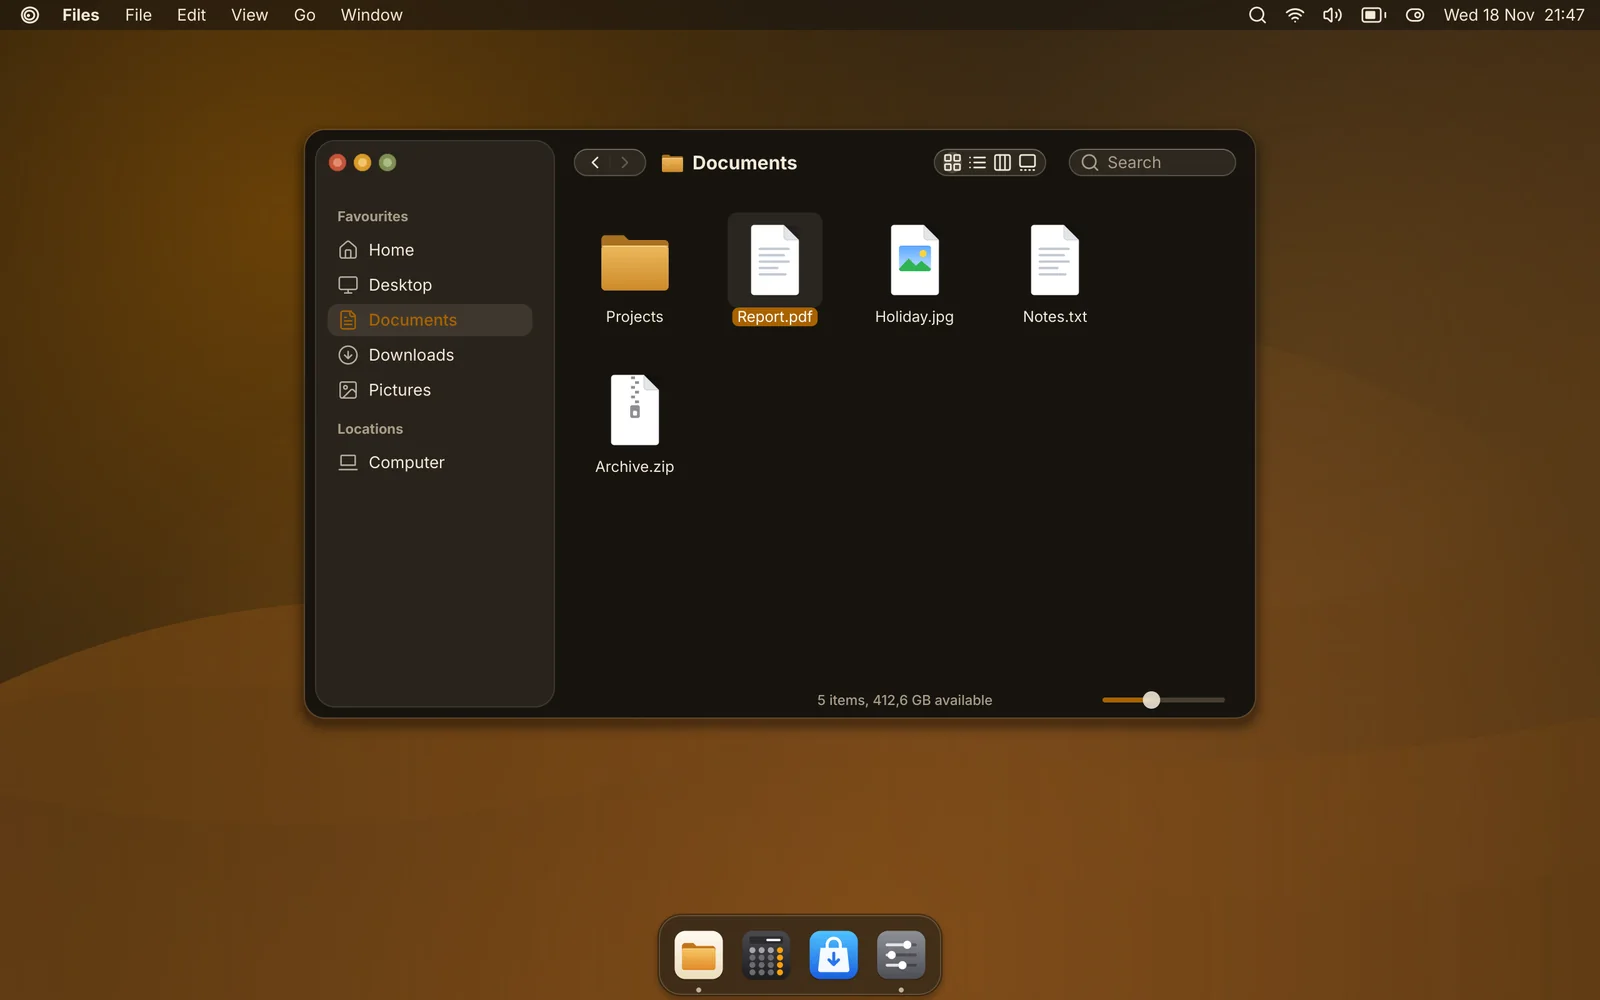 Files File Edit View Go Window Wed 18 Nov 21:47
Documents Search
Favourites
Home
Desktop
Documents
Downloads
Pictures
Locations
Computer
Projects Report.pdf Holiday.jpg Notes.txt
Archive.zip
5 items, 412,6 GB available